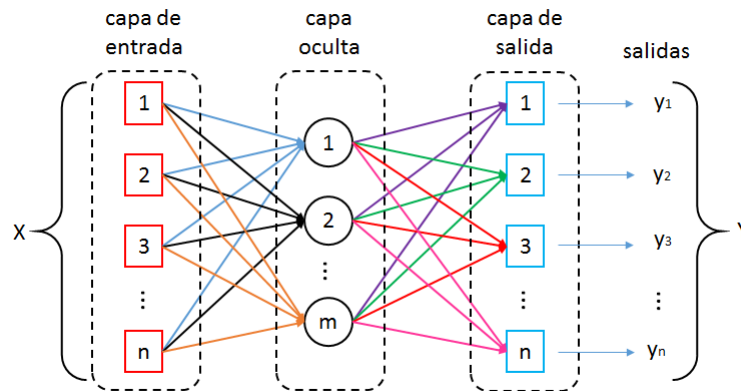 capa de
entrada
capa
oculta
capa de
salida
salidas
X
1
2
3
⋮
n
1
2
...
m
1
2
3
⋮
n
y1
y2
y3
⋮
yn
Y